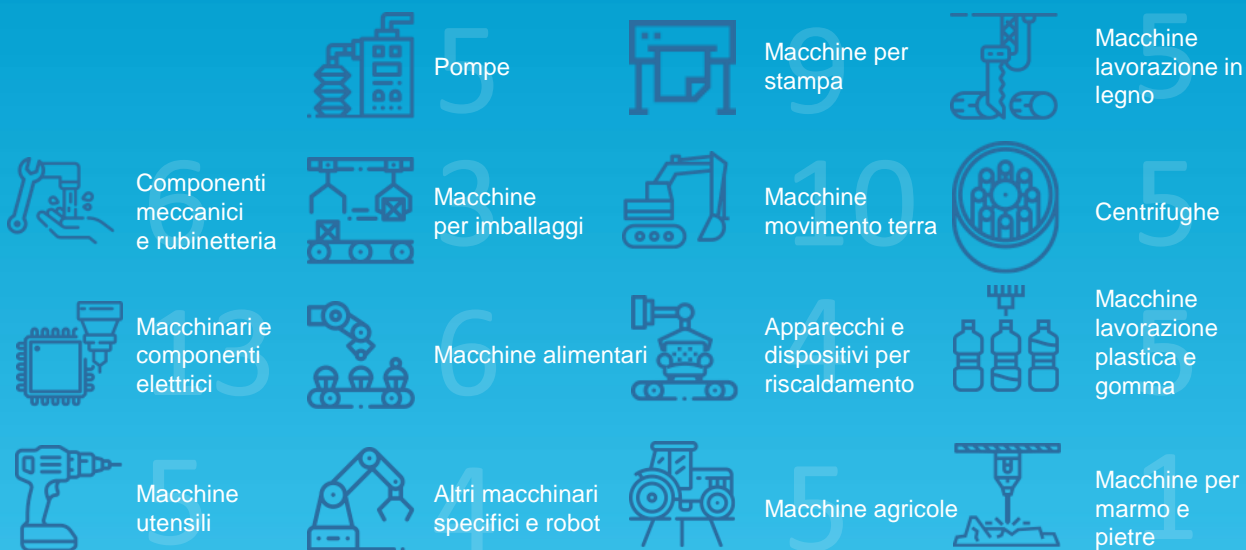 5
Pompe
9
Macchine per
stampa
5
Macchine
lavorazione in
legno
6
Componenti
meccanici
e rubinetteria
3
Macchine
per imballaggi
10
Macchine
movimento terra
5
Centrifughe
13
Macchinari e
componenti
elettrici
6
Macchine alimentari
4
Apparecchi e
dispositivi per
riscaldamento
5
Macchine
lavorazione
plastica e
gomma
5
Macchine
utensili
4
Altri macchinari
specifici e robot
5
Macchine agricole
1
Macchine per
marmo e
pietre